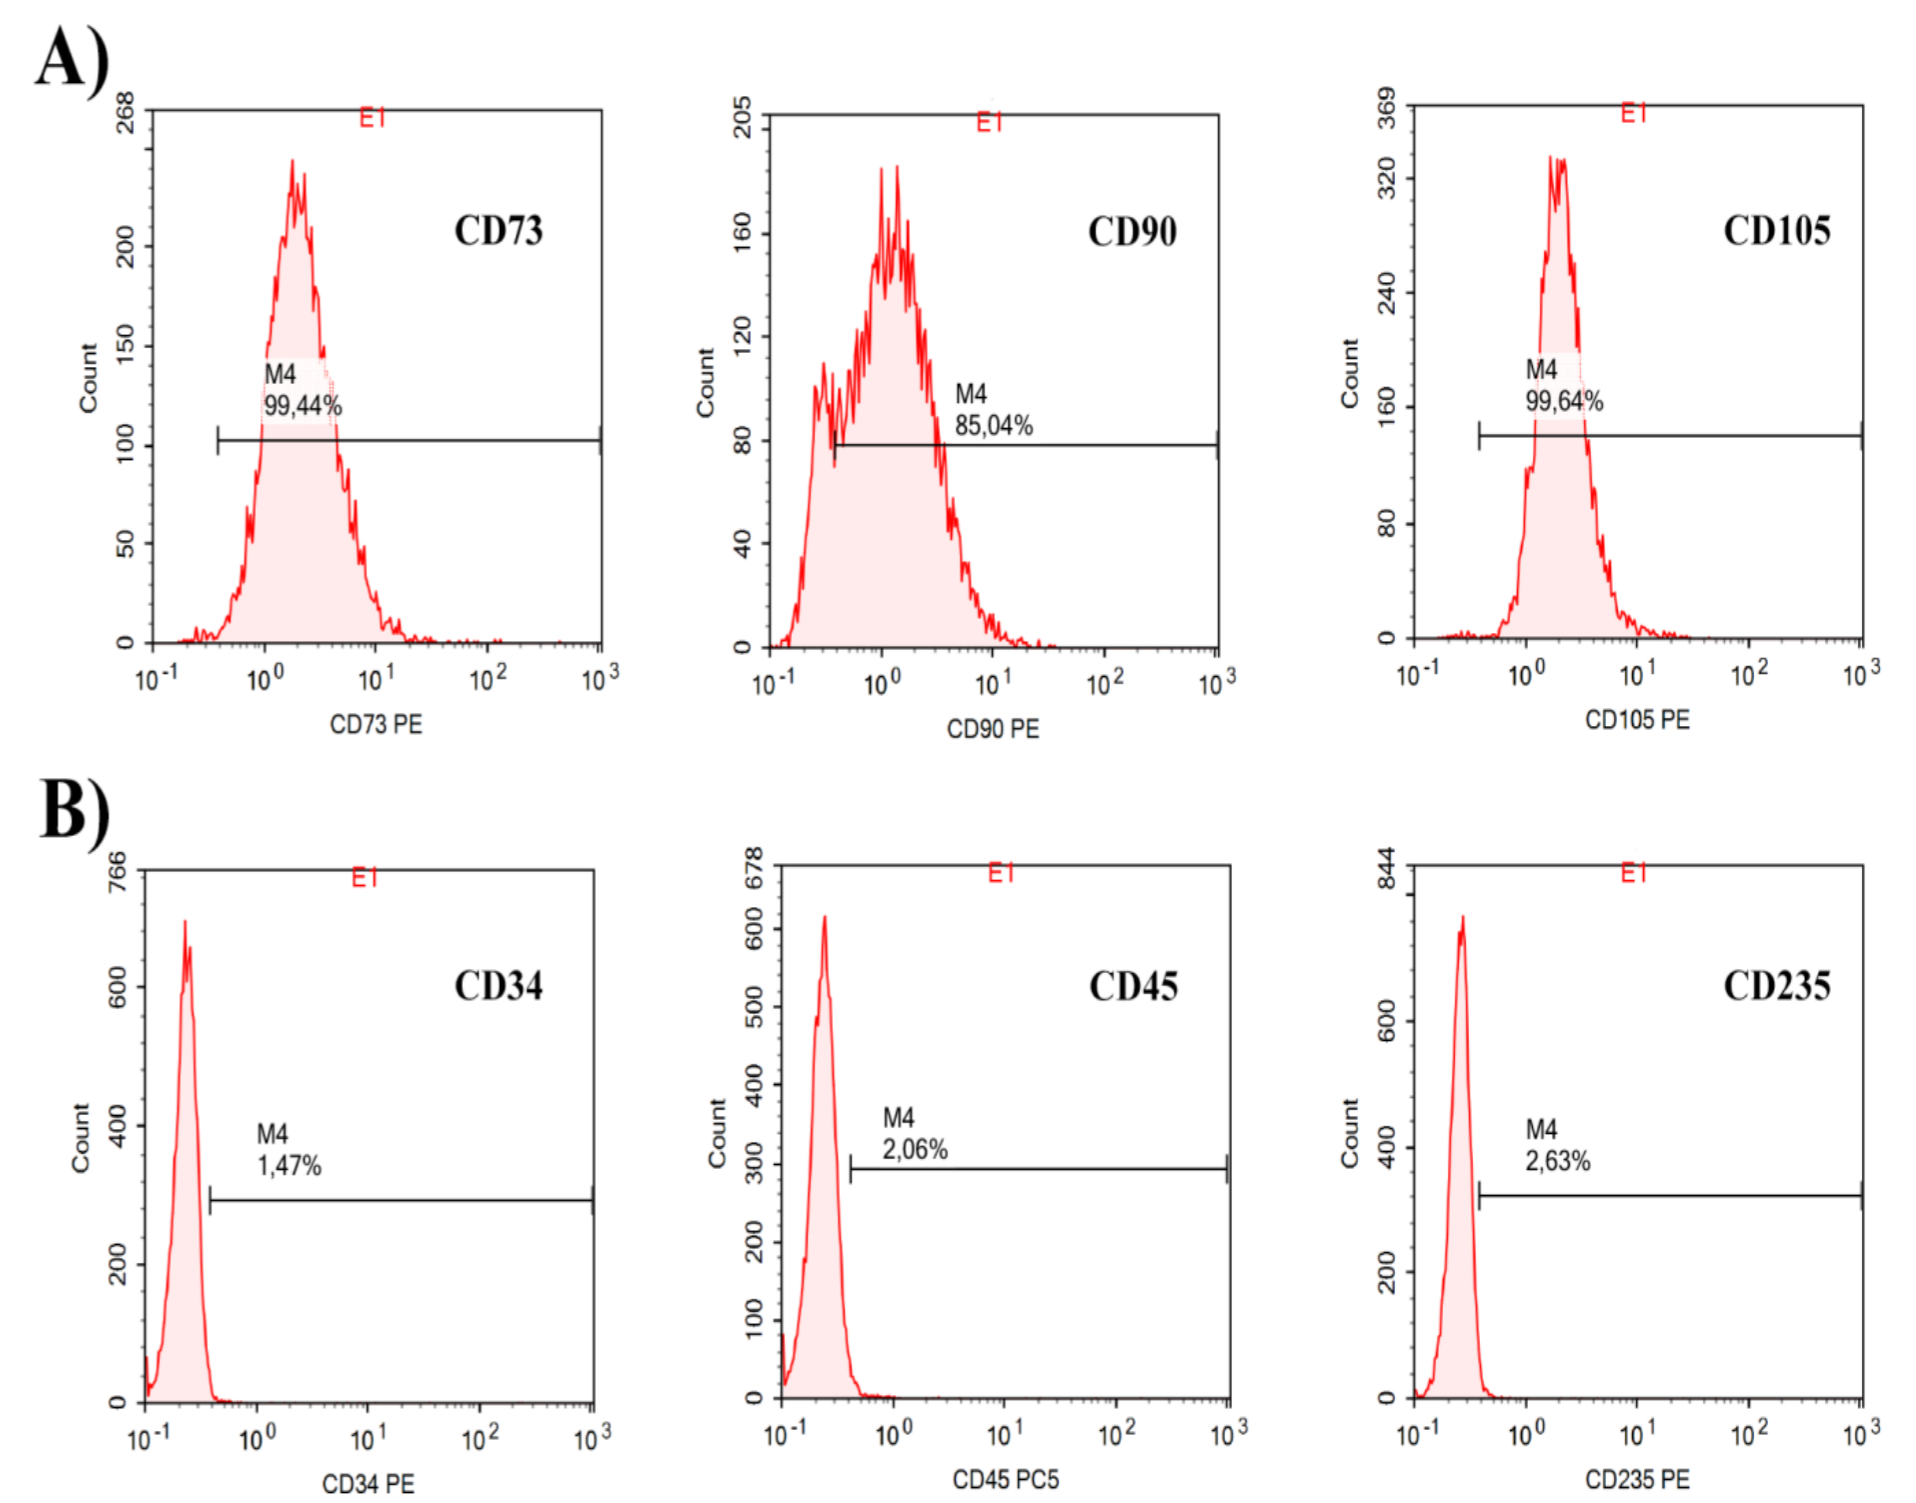 A)
E1
CD73
M4
99,44%
Count
0
50
100
150
200
268
10-1
100
101
102
103
CD73 PE
E1
CD90
M4
85,04%
Count
0
40
80
120
160
205
10-1
100
101
102
103
CD90 PE
E1
CD105
M4
99,64%
Count
0
80
160
240
320
369
10-1
100
101
102
103
CD105 PE
B)
E1
CD34
M4
1,47%
Count
0
200
400
600
766
10-1
100
101
102
103
CD34 PE
E1
CD45
M4
2,06%
Count
0
100
200
300
400
500
600
678
10-1
100
101
102
103
CD45 PC5
E1
CD235
M4
2,63%
Count
0
200
400
600
844
10-1
100
101
102
103
CD235 PE